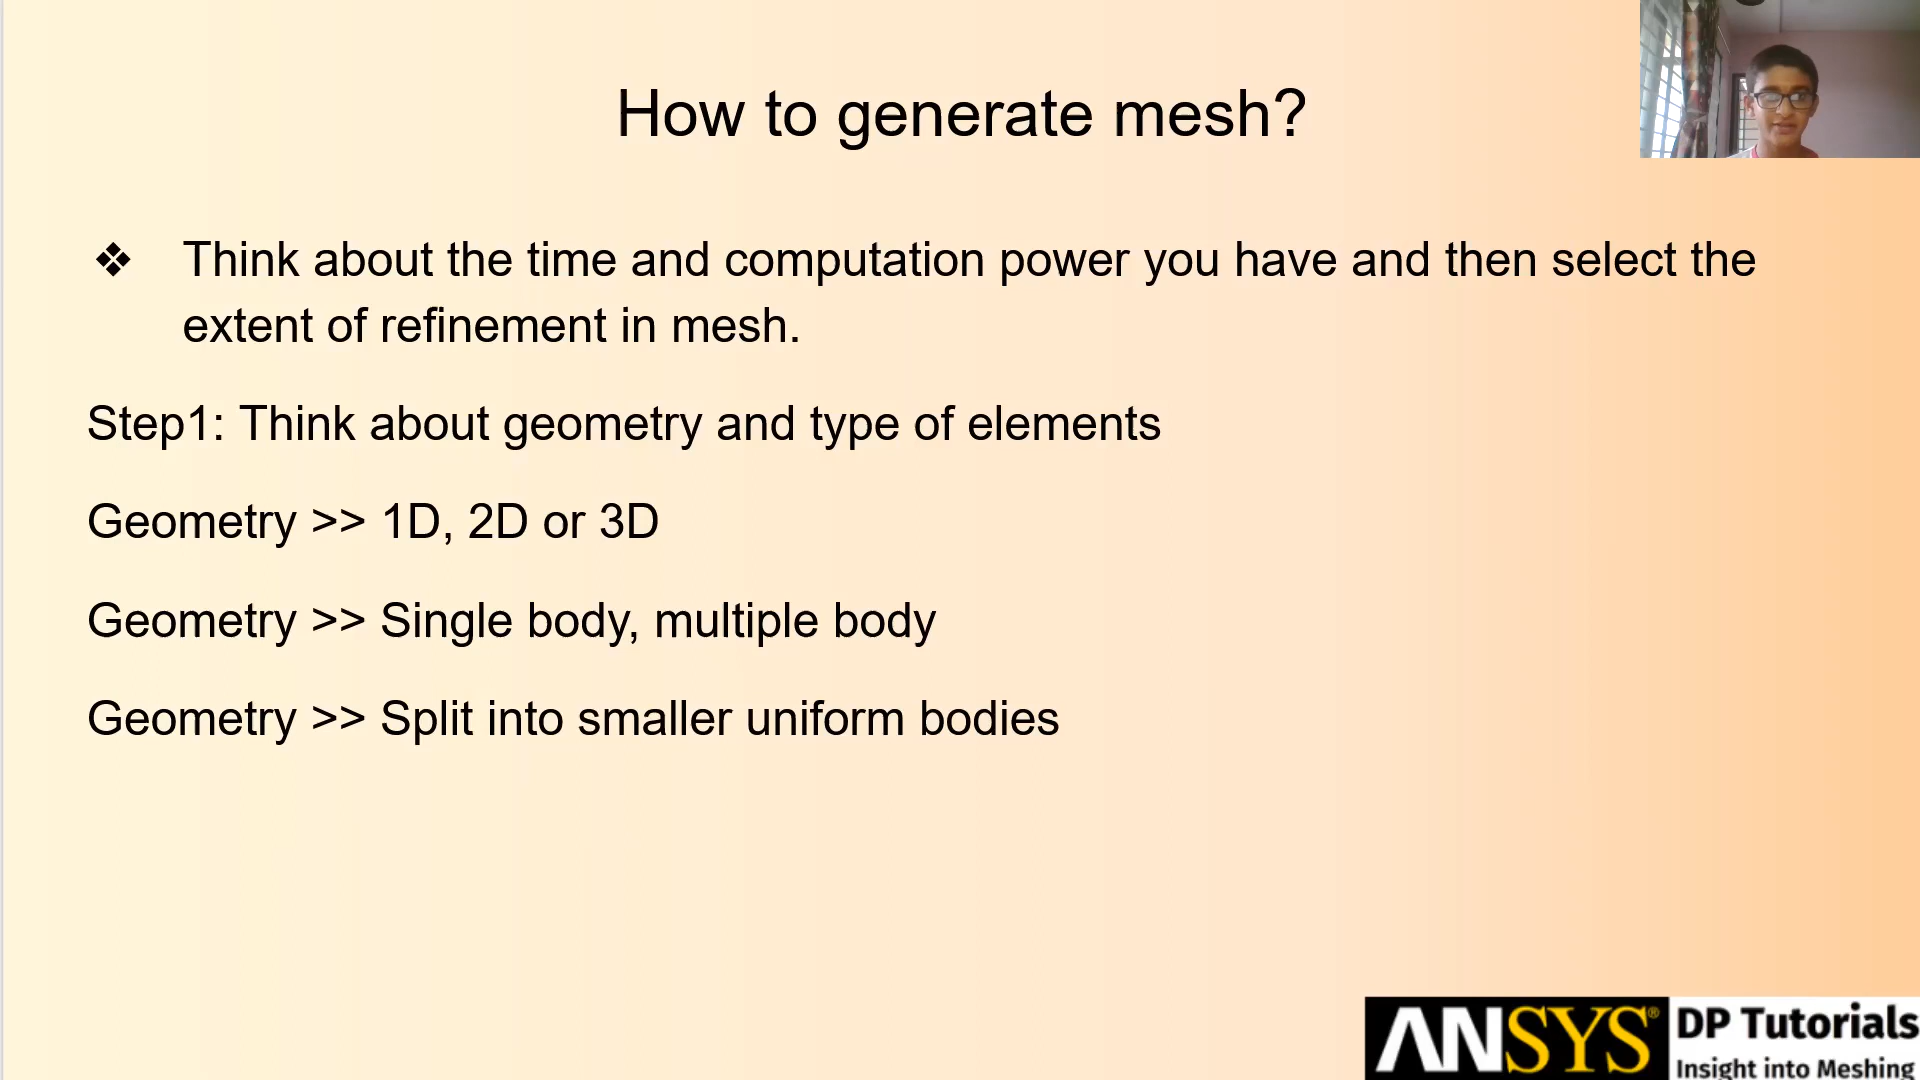 How to generate mesh?
❖ Think about the time and computation power you have and then select the
extent of refinement in mesh.
Step1: Think about geometry and type of elements
Geometry >> 1D, 2D or 3D
Geometry >> Single body, multiple body
Geometry >> Split into smaller uniform bodies
ANSYS® DP Tutorials
Insight into Meshing